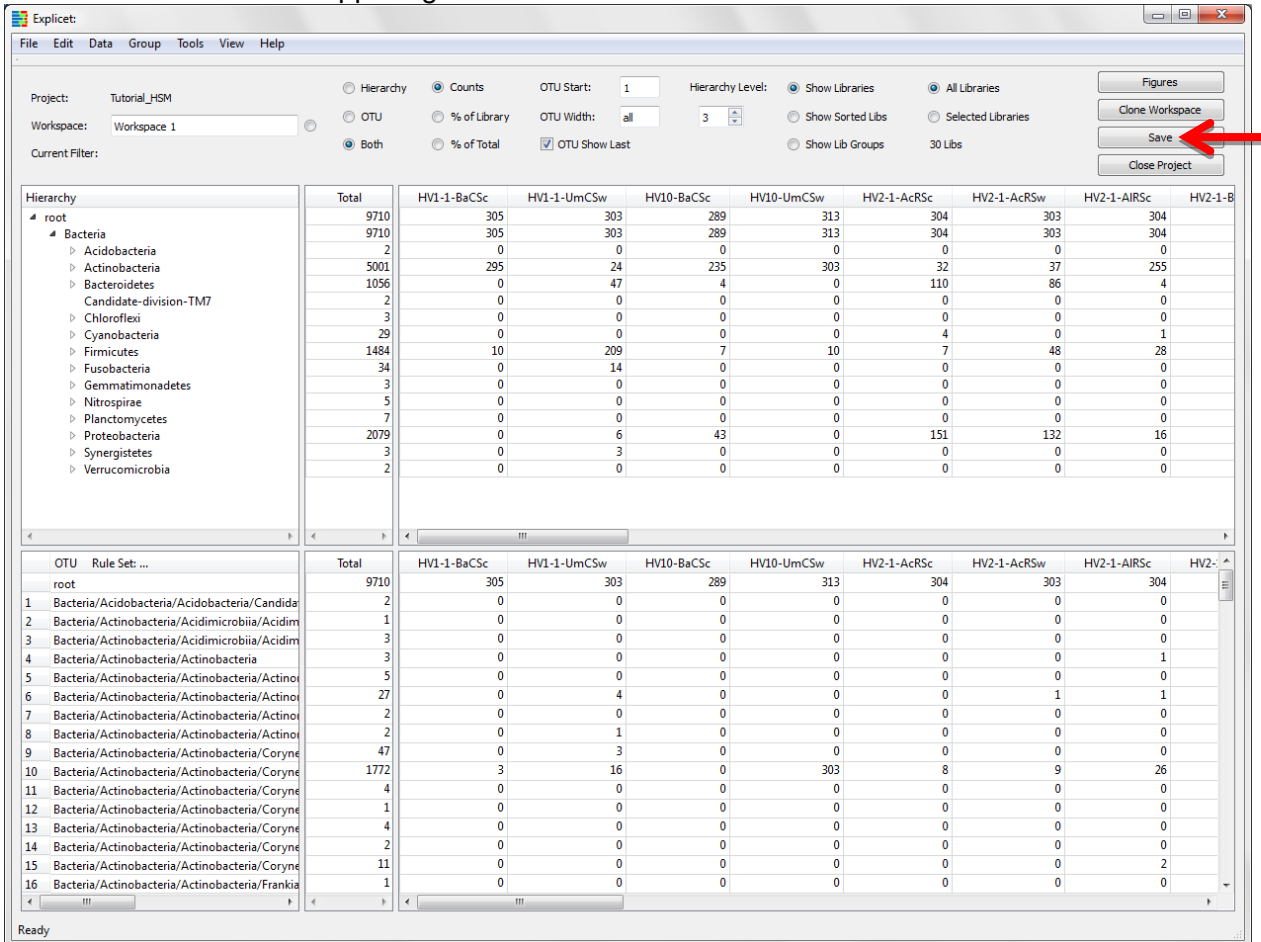 Explicet:
File Edit Data Group Tools View Help
Project: Tutorial_HSM
Workspace: Workspace 1
Current Filter:
Hierarchy
OTU
Both
Counts
% of Library
% of Total
OTU Start: 1
OTU Width: all
OTU Show Last
Hierarchy Level:
3
Show Libraries
Show Sorted Libs
Show Lib Groups
All Libraries
Selected Libraries
30 Libs
Figures
Clone Workspace
Save
Close Project
Hierarchy Total HV1-1-BaCSc HV1-1-UmCSw HV10-BaCSc HV10-UmCSw HV2-1-AcRSc HV2-1-AcRSw HV2-1-AlRSc HV2-1-B
root 9710 305 303 289 313 304 303 304
Bacteria 9710 305 303 289 313 304 303 304
Acidobacteria 2 0 0 0 0 0 0 0
Actinobacteria 5001 295 24 235 303 32 37 255
Bacteroidetes 1056 0 47 4 0 110 86 4
Candidate-division-TM7 2 0 0 0 0 0 0 0
Chloroflexi 3 0 0 0 0 0 0 0
Cyanobacteria 29 0 0 0 0 4 0 1
Firmicutes 1484 10 209 7 10 7 48 28
Fusobacteria 34 0 14 0 0 0 0 0
Gemmatimonadetes 3 0 0 0 0 0 0 0
Nitrospirae 5 0 0 0 0 0 0 0
Planctomycetes 7 0 0 0 0 0 0 0
Proteobacteria 2079 0 6 43 0 151 132 16
Synergistetes 3 0 3 0 0 0 0 0
Verrucomicrobia 2 0 0 0 0 0 0 0
OTU Rule Set: ... Total HV1-1-BaCSc HV1-1-UmCSw HV10-BaCSc HV10-UmCSw HV2-1-AcRSc HV2-1-AcRSw HV2-1-AlRSc HV2-
root 9710 305 303 289 313 304 303 304
1 Bacteria/Acidobacteria/Acidobacteria/Candida 2 0 0 0 0 0 0 0
2 Bacteria/Actinobacteria/Acidimicrobiia/Acidim 1 0 0 0 0 0 0 0
3 Bacteria/Actinobacteria/Acidimicrobiia/Acidim 3 0 0 0 0 0 0 0
4 Bacteria/Actinobacteria/Actinobacteria 3 0 0 0 0 0 0 1
5 Bacteria/Actinobacteria/Actinobacteria/Actino 5 0 0 0 0 0 0 0
6 Bacteria/Actinobacteria/Actinobacteria/Actino 27 0 4 0 0 0 1 1
7 Bacteria/Actinobacteria/Actinobacteria/Actino 2 0 0 0 0 0 0 0
8 Bacteria/Actinobacteria/Actinobacteria/Actino 2 0 1 0 0 0 0 0
9 Bacteria/Actinobacteria/Actinobacteria/Coryne 47 0 3 0 0 0 0 0
10 Bacteria/Actinobacteria/Actinobacteria/Coryne 1772 3 16 0 303 8 9 26
11 Bacteria/Actinobacteria/Actinobacteria/Coryne 4 0 0 0 0 0 0 0
12 Bacteria/Actinobacteria/Actinobacteria/Coryne 1 0 0 0 0 0 0 0
13 Bacteria/Actinobacteria/Actinobacteria/Coryne 4 0 0 0 0 0 0 0
14 Bacteria/Actinobacteria/Actinobacteria/Coryne 2 0 0 0 0 0 0 0
15 Bacteria/Actinobacteria/Actinobacteria/Coryne 11 0 0 0 0 0 0 2
16 Bacteria/Actinobacteria/Actinobacteria/Frankia 1 0 0 0 0 0 0 0
Ready